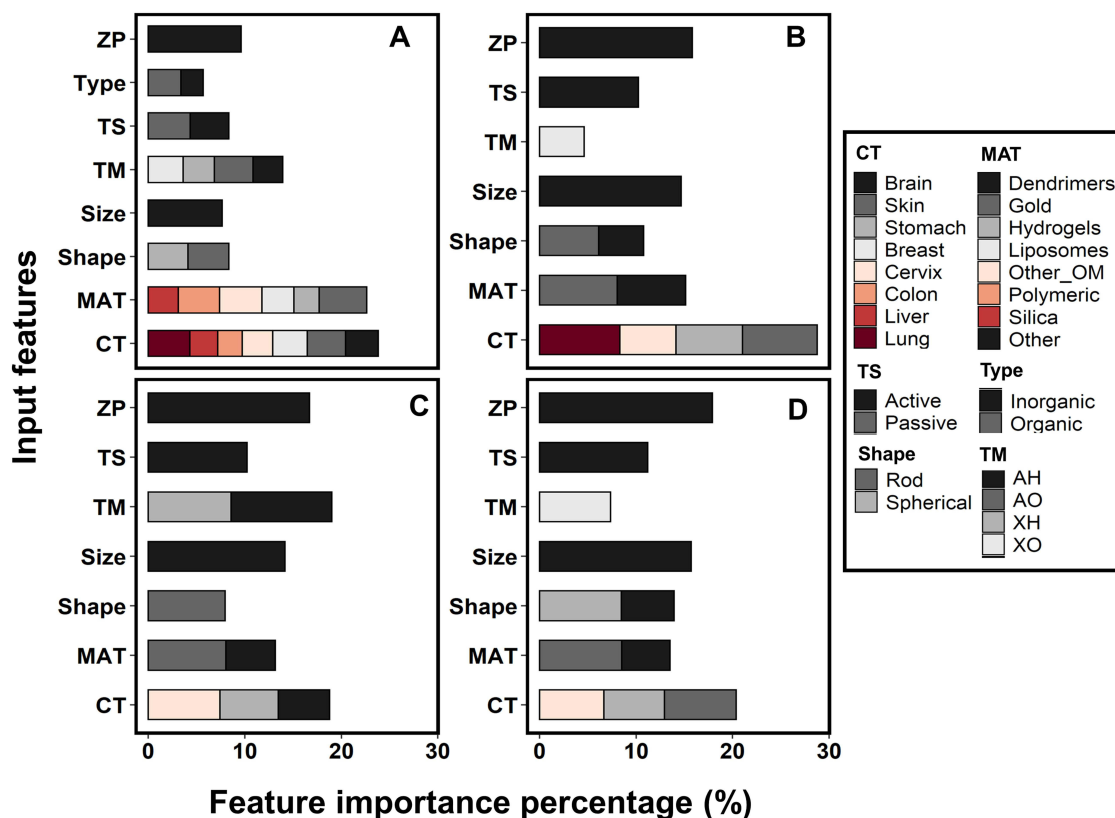 Input features
A
ZP
Type
TS
TM
Size
Shape
MAT
CT
B
ZP
TS
TM
Size
Shape
MAT
CT
C
ZP
TS
TM
Size
Shape
MAT
CT
0 10 20 30
D
ZP
TS
TM
Size
Shape
MAT
CT
0 10 20 30
Feature importance percentage (%)
CT
Brain
Skin
Stomach
Breast
Cervix
Colon
Liver
Lung
MAT
Dendrimers
Gold
Hydrogels
Liposomes
Other_OM
Polymeric
Silica
Other
TS
Active
Passive
Type
Inorganic
Organic
Shape
Rod
Spherical
TM
AH
AO
XH
XO